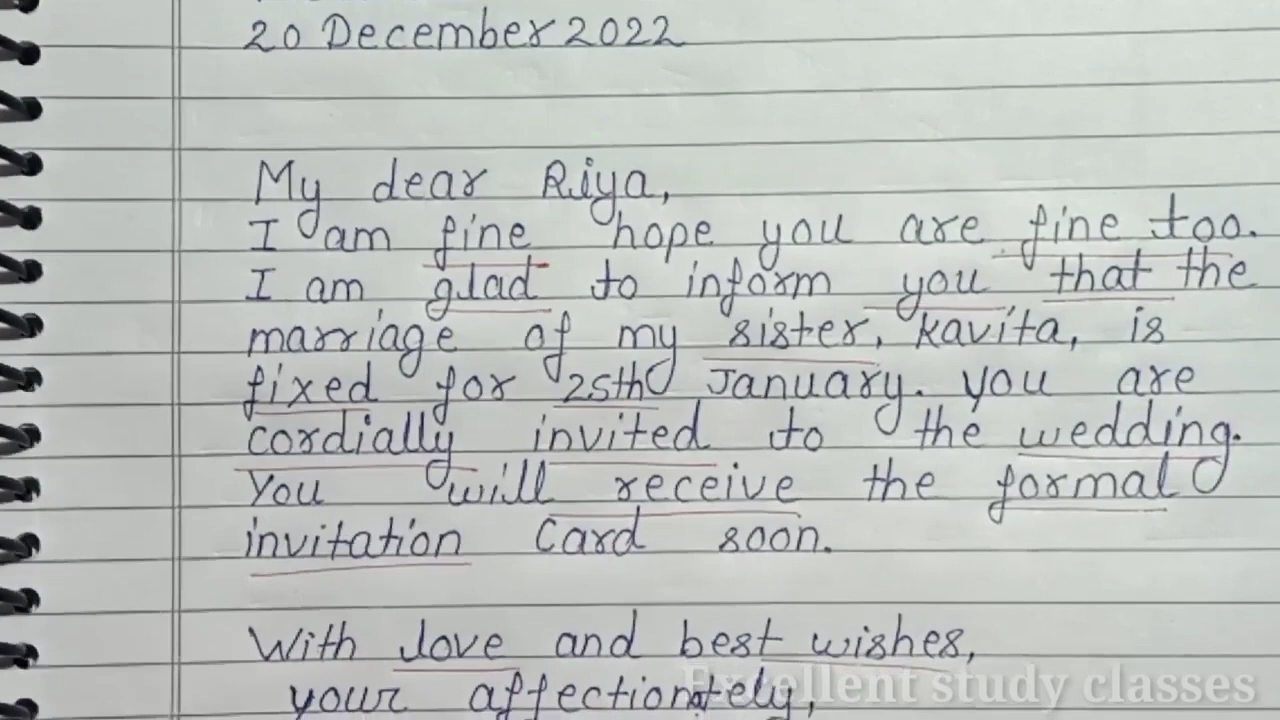 20 December 2022
My dear Riya,
I am fine hope you are fine too.
I am glad to inform you that the
marriage of my sister, Kavita, is
fixed for 25th January. you are
cordially invited to the wedding.
you will receive the formal
invitation card soon.
With love and best wishes,
your affectionately,
Excellent study classes